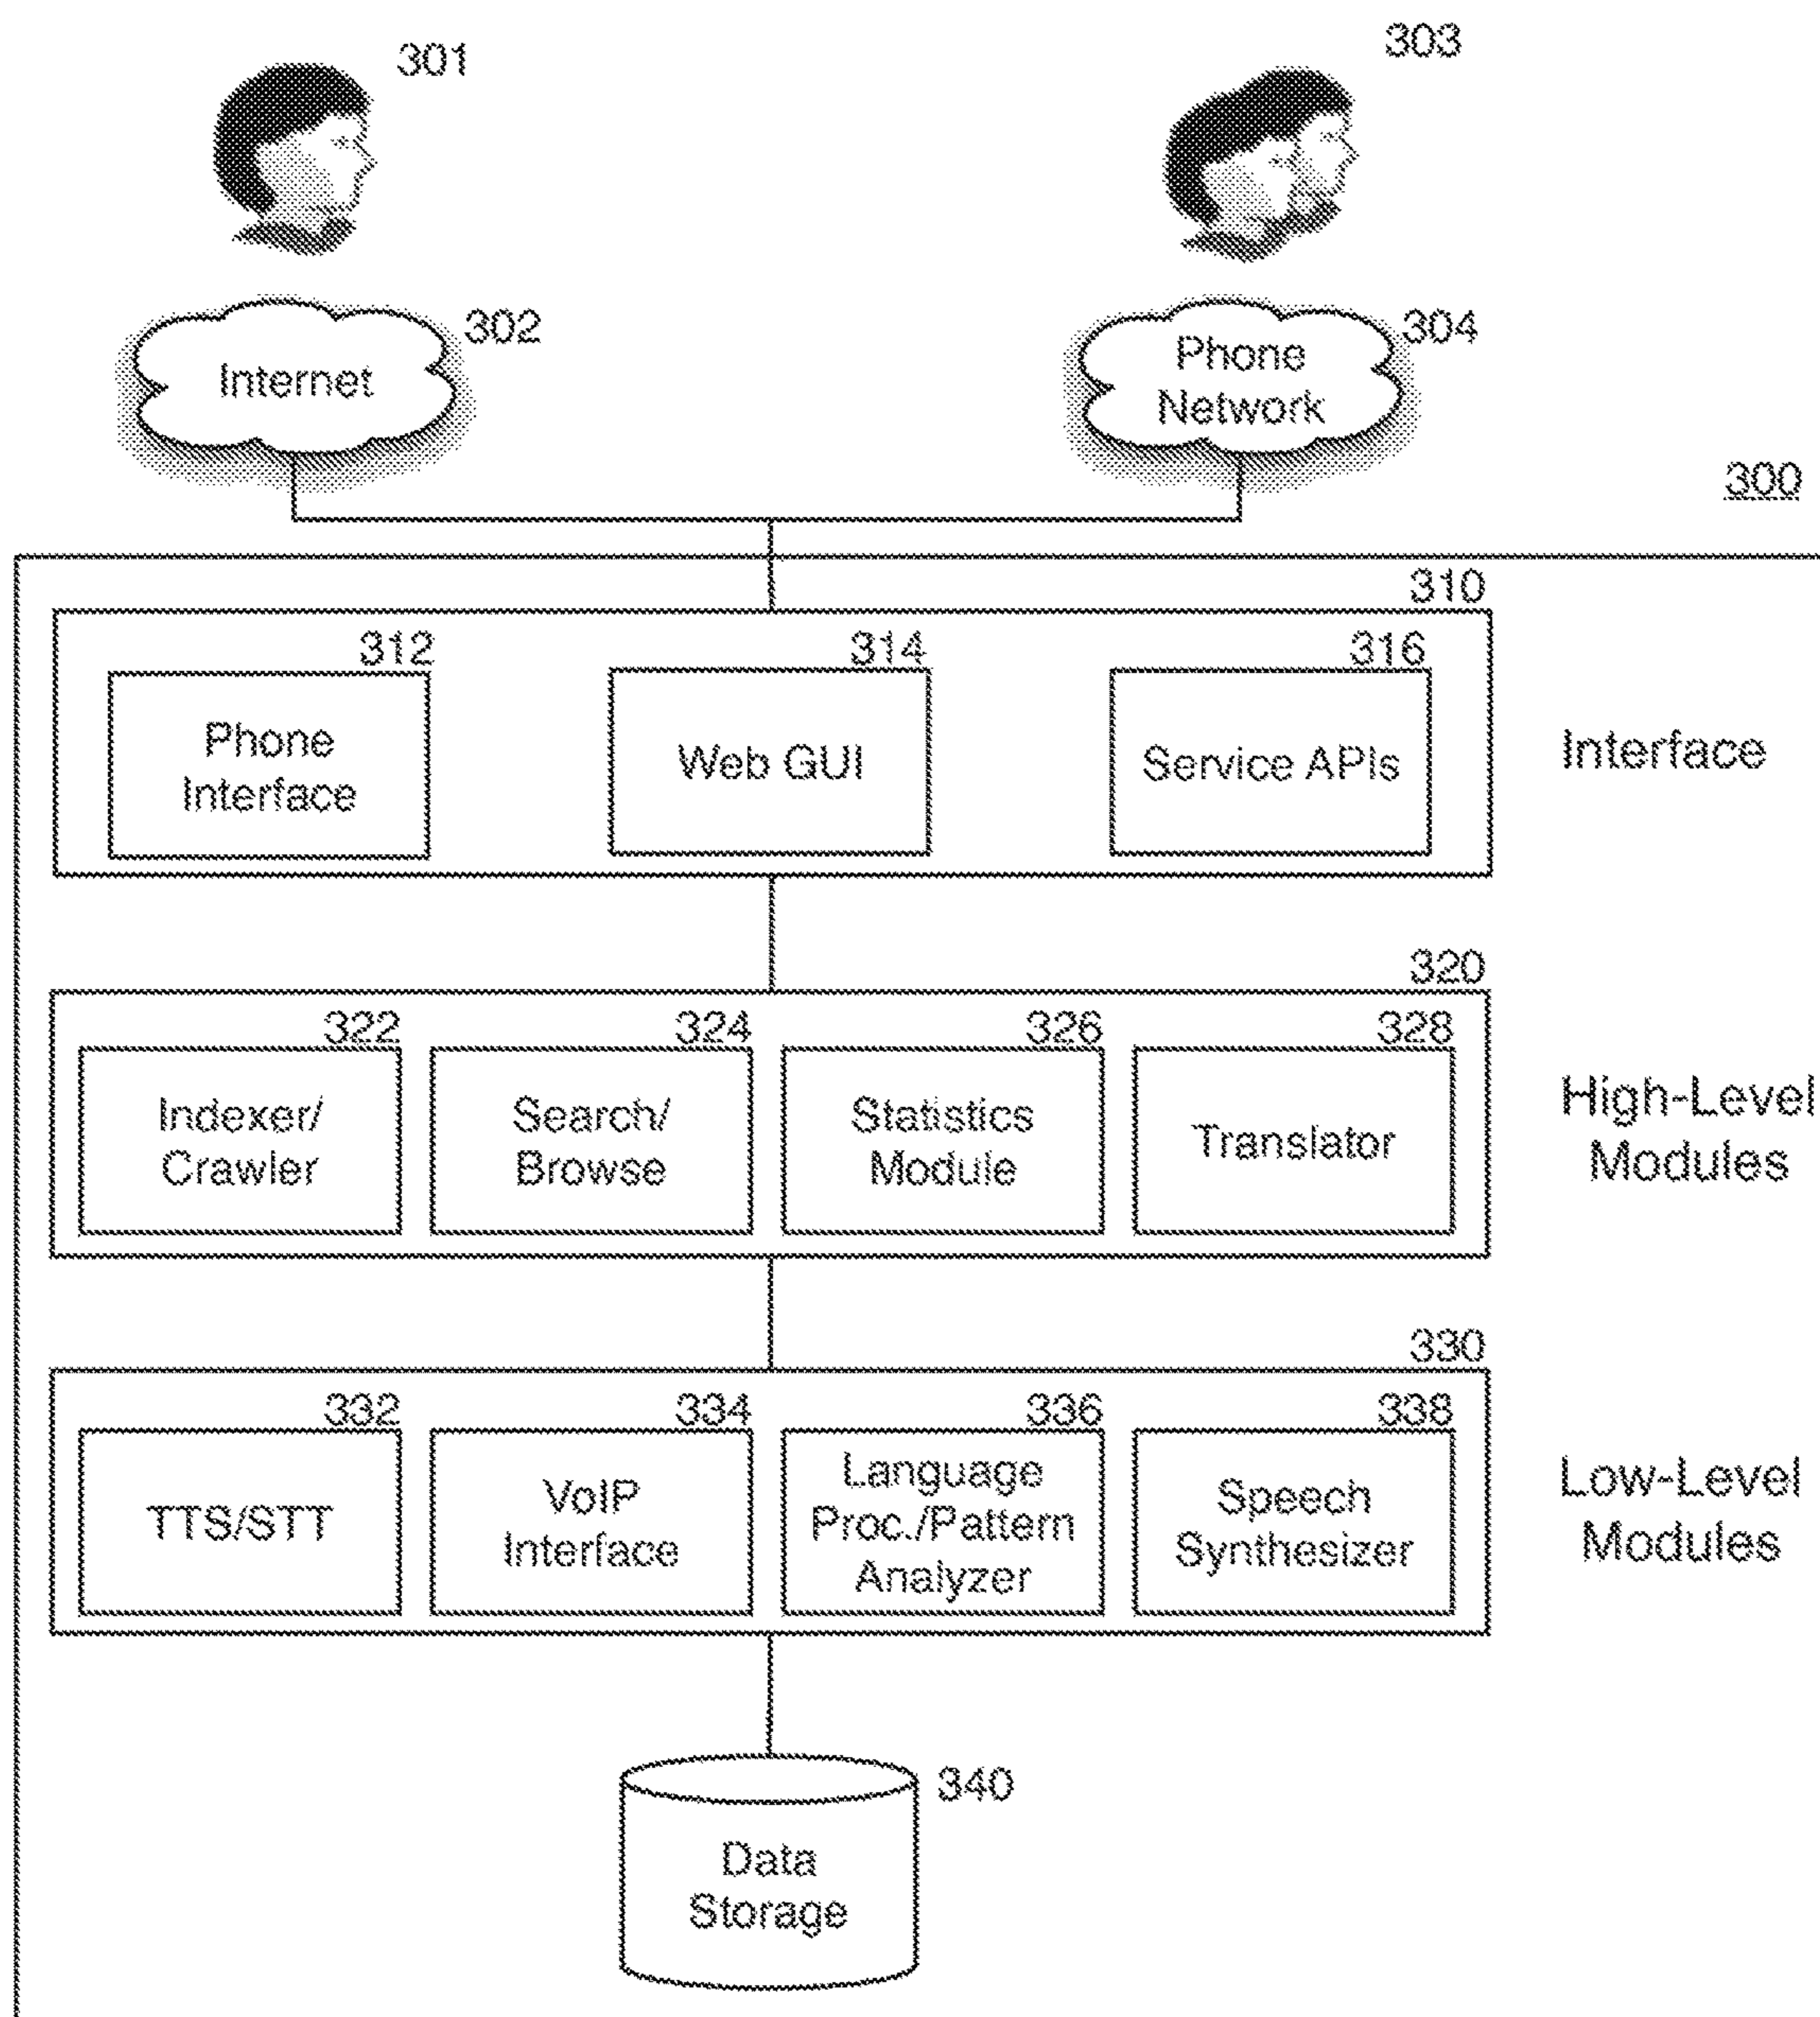 301
303
302
Internet
304
Phone
Network
300
310
312
314
316
Phone
Interface
Web GUI
Service APIs
Interface
320
322
324
326
328
Indexer/
Crawler
Search/
Browse
Statistics
Module
Translator
High-Level
Modules
330
332
334
336
338
TTS/STT
VoIP
Interface
Language
Proc./Pattern
Analyzer
Speech
Synthesizer
Low-Level
Modules
340
Data
Storage